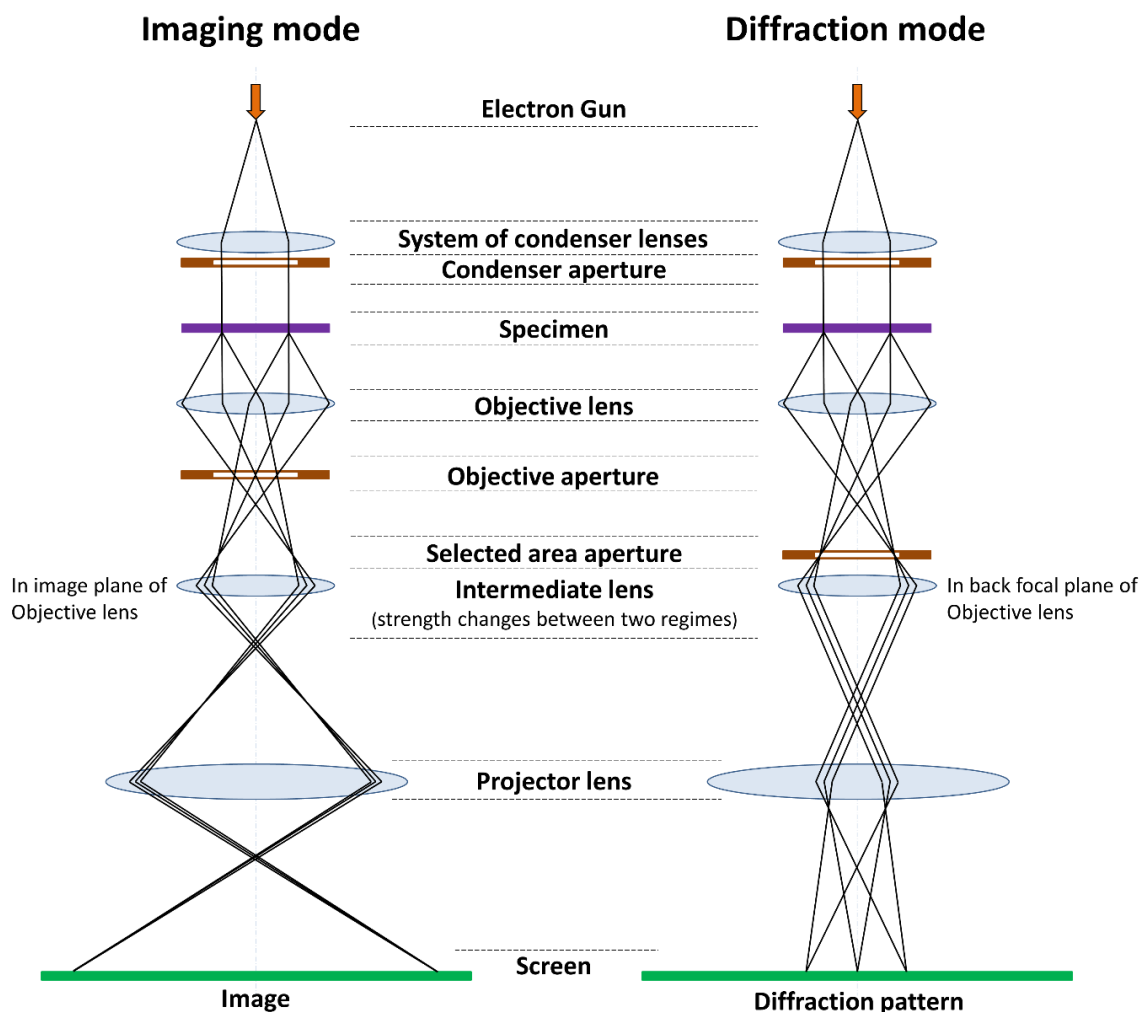 Imaging mode
Diffraction mode
Electron Gun
System of condenser lenses
Condenser aperture
Specimen
Objective lens
Objective aperture
Selected area aperture
In image plane of
Objective lens
Intermediate lens
(strength changes between two regimes)
In back focal plane of
Objective lens
Projector lens
Screen
Image
Diffraction pattern